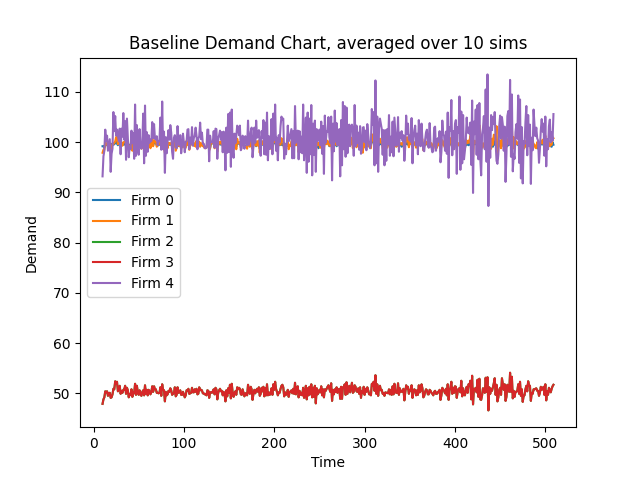 Baseline Demand Chart, averaged over 10 sims
Demand
110
100
90
80
70
60
50
Firm 0
Firm 1
Firm 2
Firm 3
Firm 4
0 100 200 300 400 500
Time